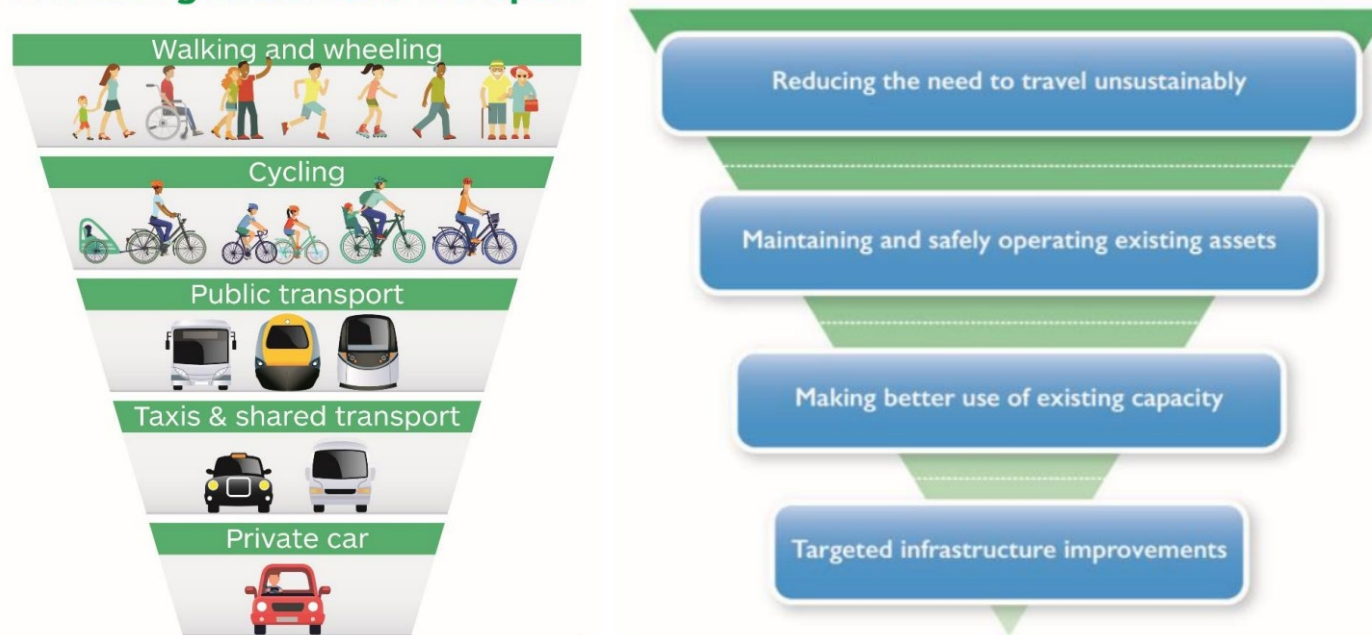 Walking and wheeling
Cycling
Public transport
Taxis & shared transport
Private car
Reducing the need to travel unsustainably
Maintaining and safely operating existing assets
Making better use of existing capacity
Targeted infrastructure improvements